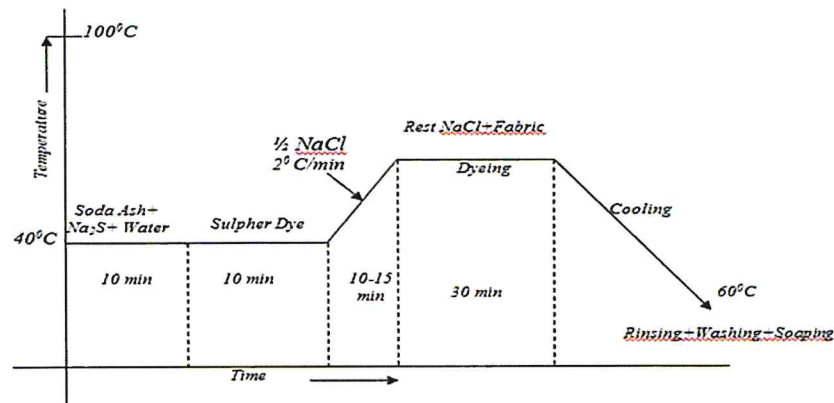 100⁰C
Temperature
Rest NaCl+Fabric
½ NaCl
2⁰ C/min
Dyeing
Soda Ash+
Na₂S+ Water
Sulpher Dye
Cooling
40⁰C
10 min
10 min
10-15
min
30 min
60⁰C
Rinsing+Washing+Soaping
Time